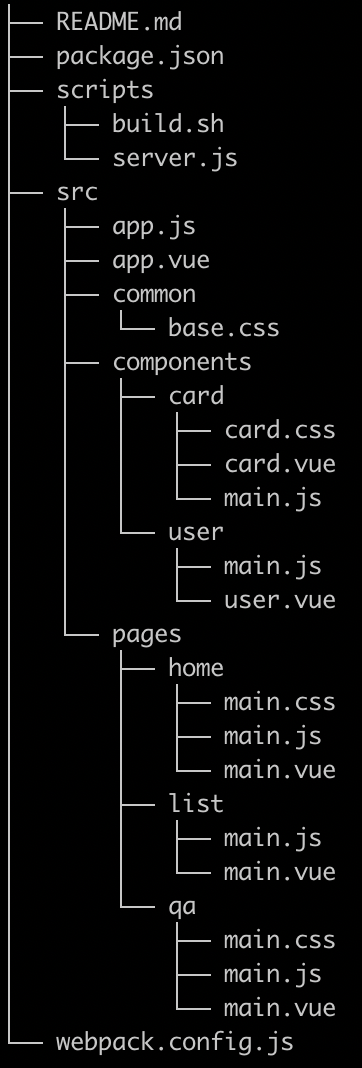 README.md
package.json
scripts
build.sh
server.js
src
app.js
app.vue
common
base.css
components
card
card.css
card.vue
main.js
user
main.js
user.vue
pages
home
main.css
main.js
main.vue
list
main.js
main.vue
qa
main.css
main.js
main.vue
webpack.config.js